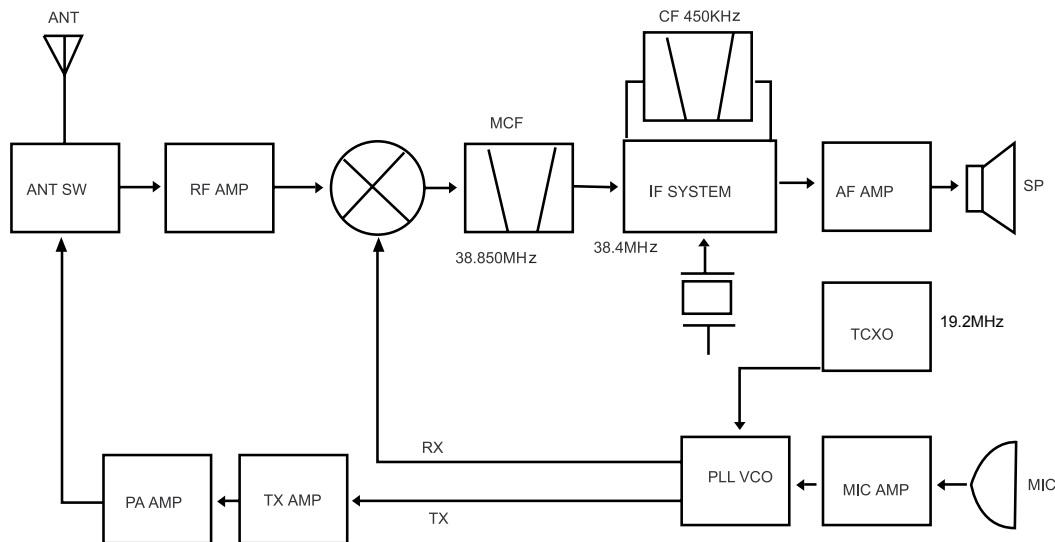 ANT
CF 450KHz
MCF
ANT SW
RF AMP
IF SYSTEM
AF AMP
SP
38.850MHz
38.4MHz
TCXO
19.2MHz
RX
PLL VCO
MIC AMP
MIC
PA AMP
TX AMP
TX